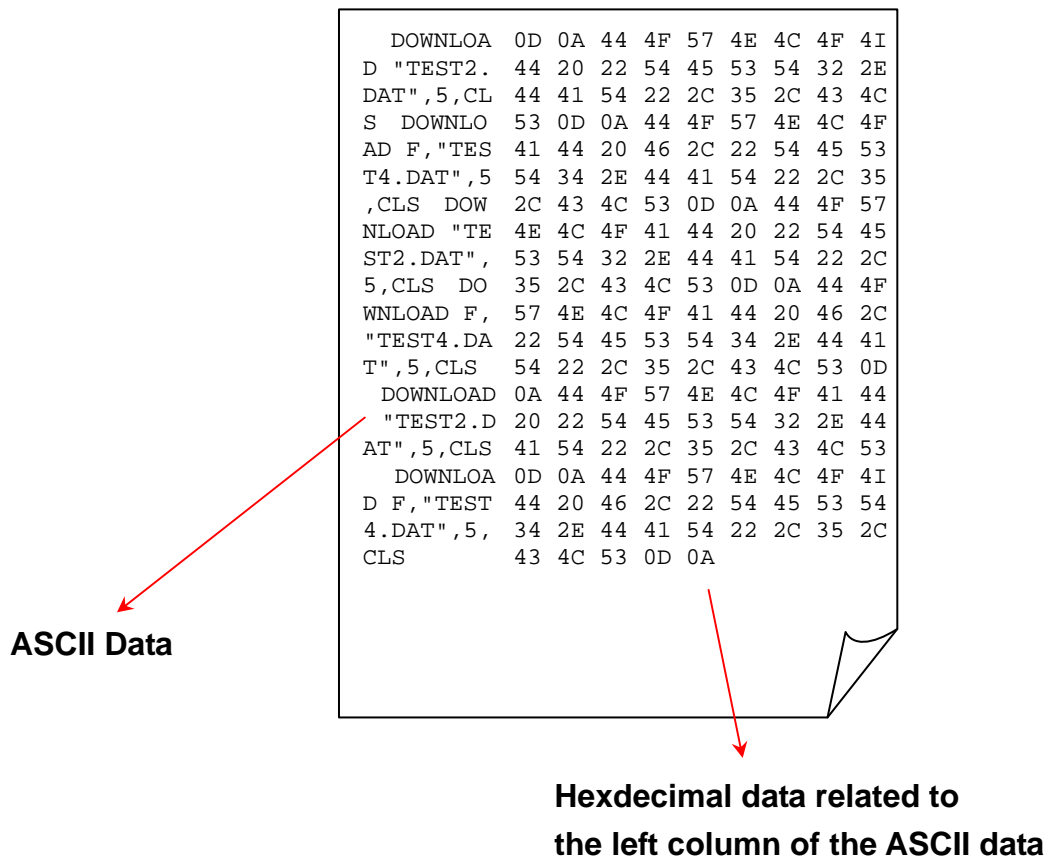 DOWNLOA 0D 0A 44 4F 57 4E 4C 4F 4I
D "TEST2. 44 20 22 54 45 53 54 32 2E
DAT",5,CL 44 41 54 22 2C 35 2C 43 4C
S DOWNLO 53 0D 0A 44 4F 57 4E 4C 4F
AD F,"TES 41 44 20 46 2C 22 54 45 53
T4.DAT",5 54 34 2E 44 41 54 22 2C 35
,CLS DOW 2C 43 4C 53 0D 0A 44 4F 57
NLOAD "TE 4E 4C 4F 41 44 20 22 54 45
ST2.DAT", 53 54 32 2E 44 41 54 22 2C
5,CLS DO 35 2C 43 4C 53 0D 0A 44 4F
WNLOAD F, 57 4E 4C 4F 41 44 20 46 2C
"TEST4.DA 22 54 45 53 54 34 2E 44 41
T",5,CLS 54 22 2C 35 2C 43 4C 53 0D
DOWNLOAD 0A 44 4F 57 4E 4C 4F 41 44
"TEST2.D 20 22 54 45 53 54 32 2E 44
AT",5,CLS 41 54 22 2C 35 2C 43 4C 53
DOWNLOA 0D 0A 44 4F 57 4E 4C 4F 4I
D F,"TEST 44 20 46 2C 22 54 45 53 54
4.DAT",5, 34 2E 44 41 54 22 2C 35 2C
CLS 43 4C 53 0D 0A
ASCII Data
Hexdecimal data related to
the left column of the ASCII data